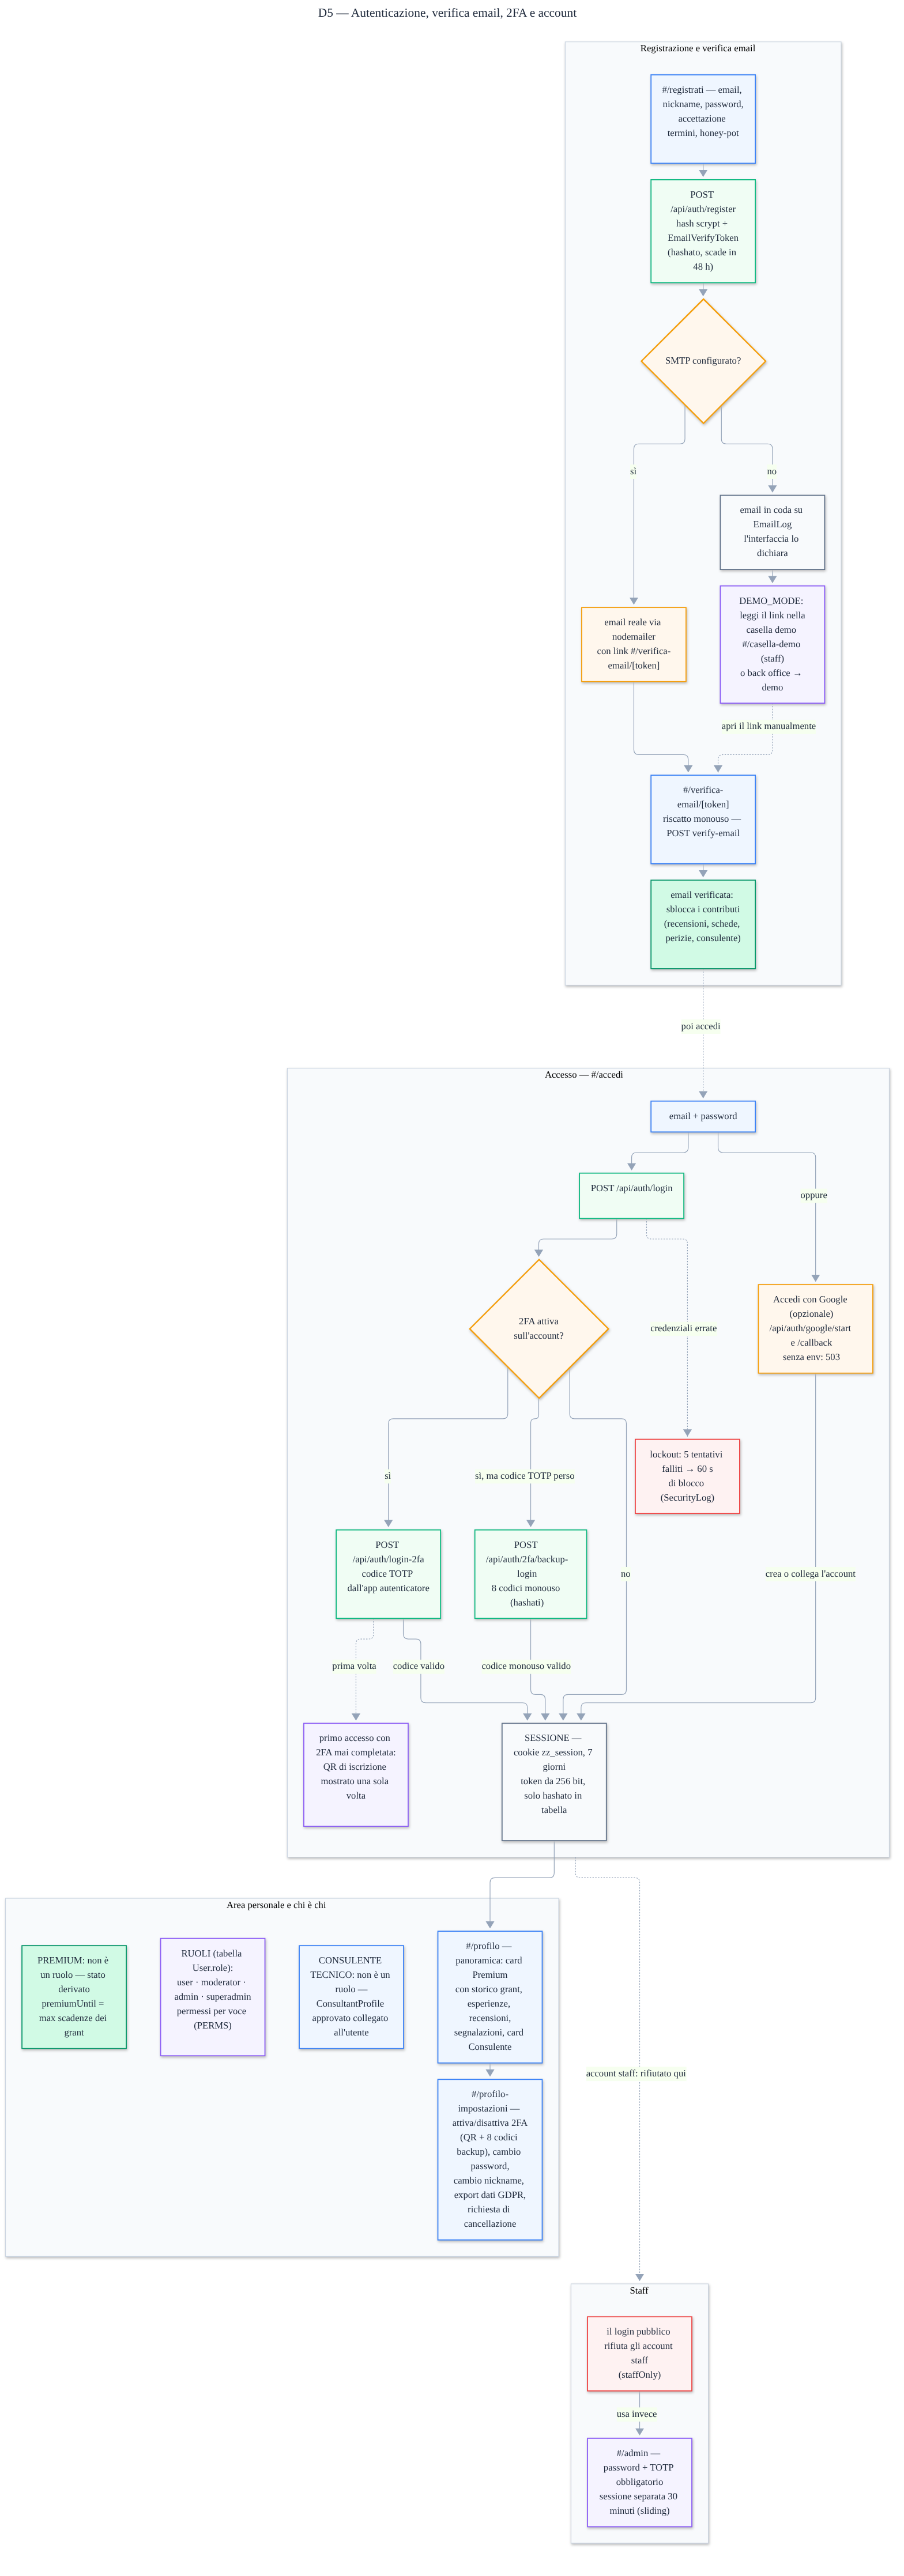 D5 — Autenticazione, verifica email, 2FA e account
Registrazione e verifica email
#/registrati — email,
nickname, password,
accettazione
termini, honey-pot
POST
/api/auth/register
hash scrypt +
EmailVerifyToken
(hashato, scade in
48 h)
SMTP configurato?
sì
no
email in coda su
EmailLog
l'interfaccia lo
dichiara
email reale via
nodemailer
con link #/verifica-
email/[token]
DEMO_MODE:
leggi il link nella
casella demo
#/casella-demo
(staff)
o back office →
demo
apri il link manualmente
#/verifica-
email/[token]
riscatto monouso —
POST verify-email
email verificata:
sblocca i contributi
(recensioni, schede,
perizie, consulente)
poi accedi
Accesso — #/accedi
email + password
POST /api/auth/login
oppure
2FA attiva
sull'account?
credenziali errate
Accedi con Google
(opzionale)
/api/auth/google/start
e /callback
senza env: 503
lockout: 5 tentativi
falliti → 60 s
di blocco
(SecurityLog)
sì
sì, ma codice TOTP perso
POST
/api/auth/login-2fa
codice TOTP
dall'app autenticatore
POST
/api/auth/2fa/backup-
login
8 codici monouso
(hashati)
no
crea o collega l'account
prima volta
codice valido
codice monouso valido
primo accesso con
2FA mai completata:
QR di iscrizione
mostrato una sola
volta
SESSIONE —
cookie zz_session, 7
giorni
token da 256 bit,
solo hashato in
tabella
Area personale e chi è chi
PREMIUM: non è
un ruolo — stato
derivato
premiumUntil =
max scadenze dei
grant
RUOLI (tabella
User.role):
user · moderator ·
admin · superadmin
permessi per voce
(PERMS)
CONSULENTE
TECNICO: non è un
ruolo —
ConsultantProfile
approvato collegato
all'utente
#/profilo —
panoramica: card
Premium
con storico grant,
esperienze,
recensioni,
segnalazioni, card
Consulente
#/profilo-
impostazioni —
attiva/disattiva 2FA
(QR + 8 codici
backup), cambio
password,
cambio nickname,
export dati GDPR,
richiesta di
cancellazione
account staff: rifiutato qui
Staff
il login pubblico
rifiuta gli account
staff
(staffOnly)
usa invece
#/admin —
password + TOTP
obbligatorio
sessione separata 30
minuti (sliding)